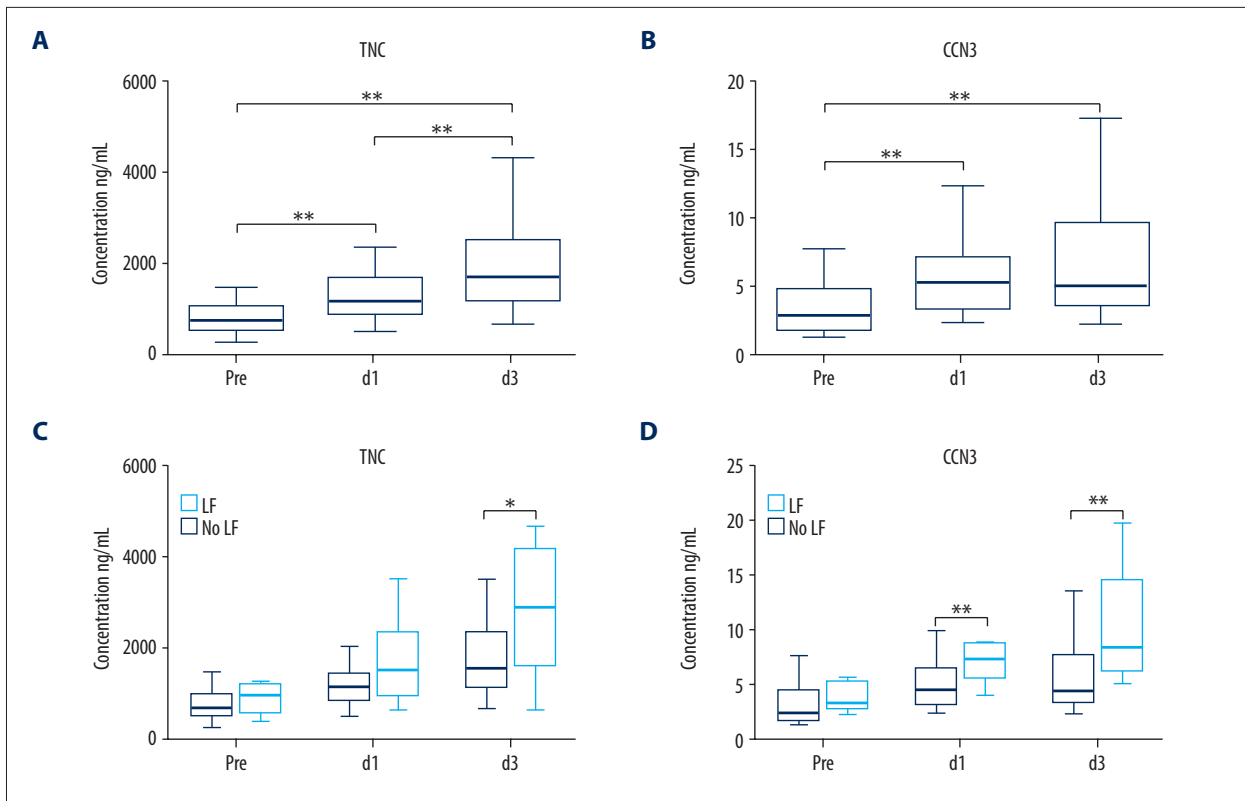 A
TNC
Concentration ng/mL
6000
4000
2000
0
**
**
**
Pre d1 d3
B
CCN3
Concentration ng/mL
20
15
10
5
0
**
**
Pre d1 d3
C
TNC
Concentration ng/mL
6000
4000
2000
0
LF
No LF
*
Pre d1 d3
D
CCN3
Concentration ng/mL
25
20
15
10
5
0
LF
No LF
**
**
Pre d1 d3